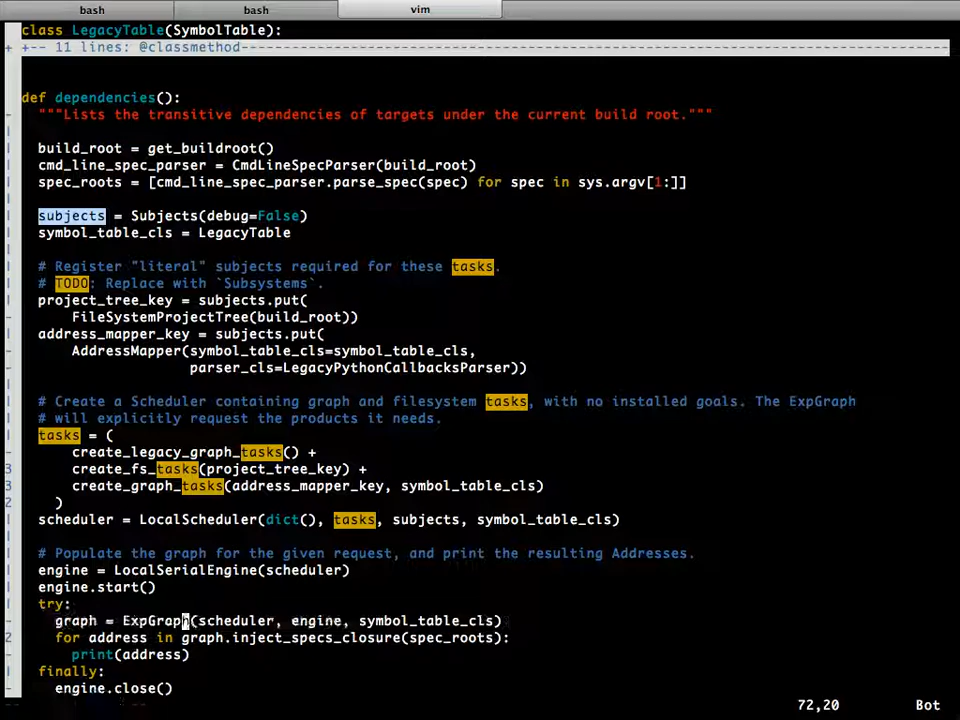 bash bash vim
class LegacyTable(SymbolTable):
+ +-- 11 lines: @classmethod
def dependencies():
"""Lists the transitive dependencies of targets under the current build root."""
build_root = get_buildroot()
cmd_line_spec_parser = CmdLineSpecParser(build_root)
spec_roots = [cmd_line_spec_parser.parse_spec(spec) for spec in sys.argv[1:]]
subjects = Subjects(debug=False)
symbol_table_cls = LegacyTable
# Register "literal" subjects required for these tasks.
# TODO: Replace with `Subsystems`.
project_tree_key = subjects.put(
FileSystemProjectTree(build_root))
address_mapper_key = subjects.put(
AddressMapper(symbol_table_cls=symbol_table_cls,
parser_cls=LegacyPythonCallbacksParser))
# Create a Scheduler containing graph and filesystem tasks, with no installed goals. The ExpGraph
# will explicitly request the products it needs.
tasks = (
create_legacy_graph_tasks() +
3 create_fs_tasks(project_tree_key) +
3 create_graph_tasks(address_mapper_key, symbol_table_cls)
2 )
scheduler = LocalScheduler(dict(), tasks, subjects, symbol_table_cls)
# Populate the graph for the given request, and print the resulting Addresses.
engine = LocalSerialEngine(scheduler)
engine.start()
try:
graph = ExpGraph(scheduler, engine, symbol_table_cls)
2 for address in graph.inject_specs_closure(spec_roots):
print(address)
finally:
engine.close()
72,20 Bot